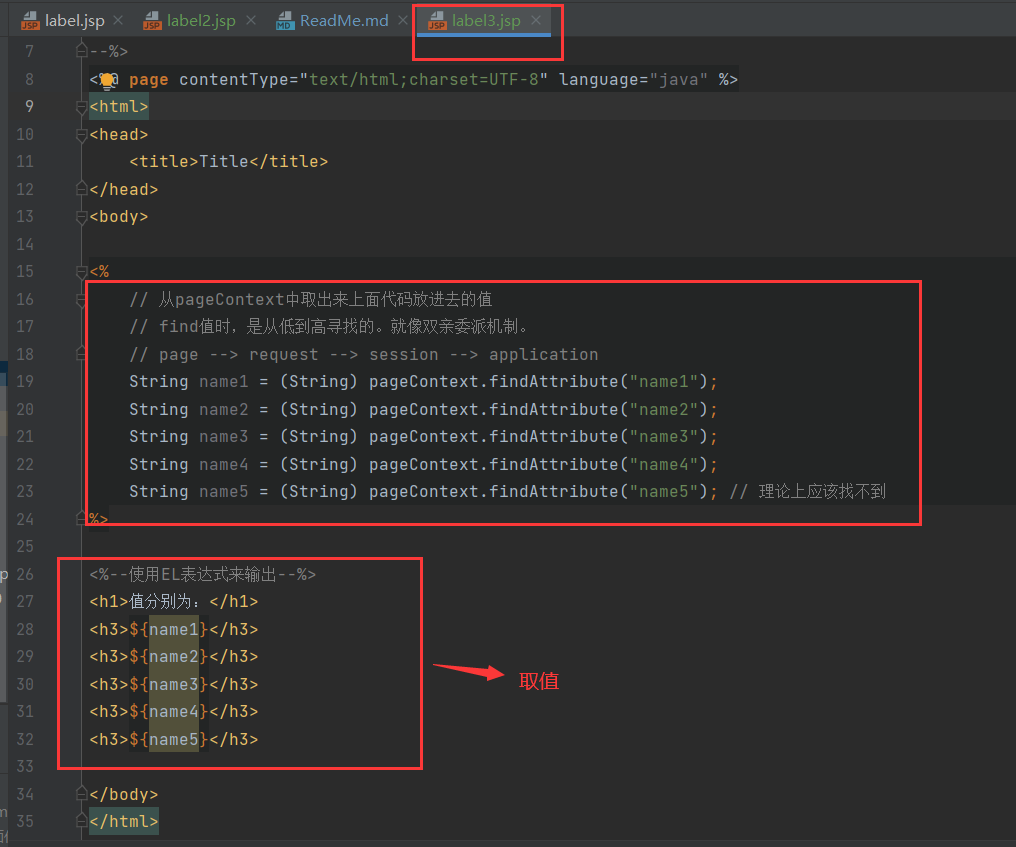 label.jsp label2.jsp ReadMe.md label3.jsp
7 --%>
8 page contentType="text/html;charset=UTF-8" language="java" %>
9 <html>
10 <head>
11 <title>Title</title>
12 </head>
13 <body>
14
15 <%
16 // 从pageContext中取出来上面代码放进去的值
17 // find值时，是从低到高寻找的。就像双亲委派机制。
18 // page --> request --> session --> application
19 String name1 = (String) pageContext.findAttribute("name1");
20 String name2 = (String) pageContext.findAttribute("name2");
21 String name3 = (String) pageContext.findAttribute("name3");
22 String name4 = (String) pageContext.findAttribute("name4");
23 String name5 = (String) pageContext.findAttribute("name5"); // 理论上应该找不到
24 %>
25
26 <%--使用EL表达式来输出--%>
27 <h1>值分别为：</h1>
28 <h3>${name1}</h3>
29 <h3>${name2}</h3>
30 <h3>${name3}</h3>
31 <h3>${name4}</h3>
32 <h3>${name5}</h3>
取值
33
34 </body>
35 </html>